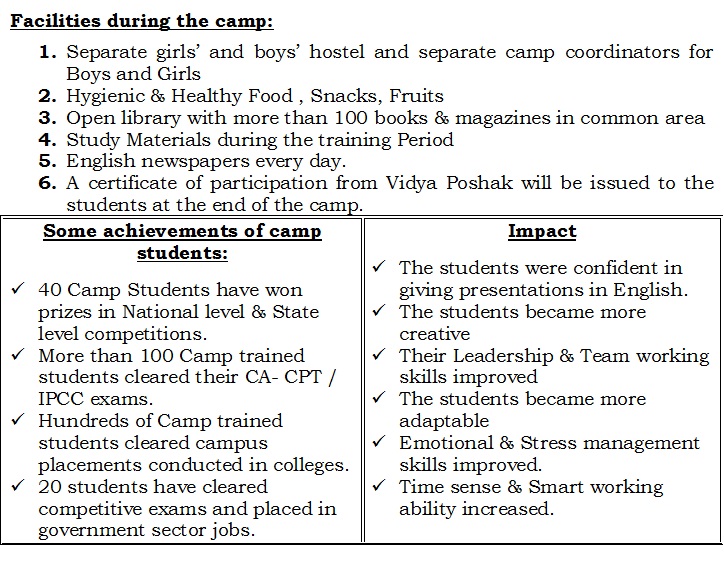 Facilities during the camp:
1. Separate girls’ and boys’ hostel and separate camp coordinators for
Boys and Girls
2. Hygienic & Healthy Food , Snacks, Fruits
3. Open library with more than 100 books & magazines in common area
4. Study Materials during the training Period
5. English newspapers every day.
6. A certificate of participation from Vidya Poshak will be issued to the
students at the end of the camp.
Some achievements of camp
students:
✓ 40 Camp Students have won
prizes in National level & State
level competitions.
✓ More than 100 Camp trained
students cleared their CA- CPT /
IPCC exams.
✓ Hundreds of Camp trained
students cleared campus
placements conducted in colleges.
✓ 20 students have cleared
competitive exams and placed in
government sector jobs.
Impact
✓ The students were confident in
giving presentations in English.
✓ The students became more
creative
✓ Their Leadership & Team working
skills improved
✓ The students became more
adaptable
✓ Emotional & Stress management
skills improved.
✓ Time sense & Smart working
ability increased.